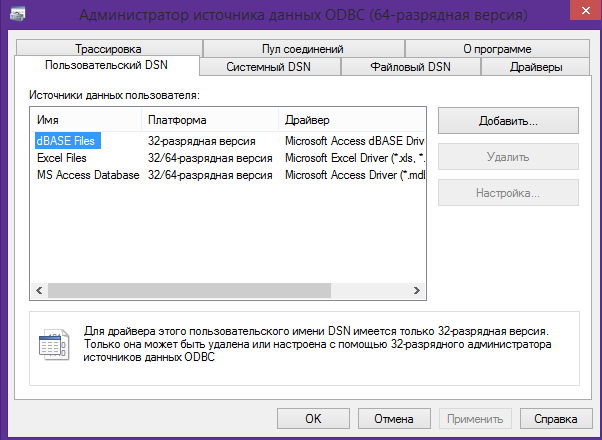 Администратор источника данных ODBC (64-разрядная версия)
Трассировка Пул соединений О программе
Пользовательский DSN Системный DSN Файловый DSN Драйверы
Источники данных пользователя:
Имя Платформа Драйвер
dBASE Files 32-разрядная версия Microsoft Access dBASE Driv
Excel Files 32/64-разрядная версия Microsoft Excel Driver (*.xls, *.
MS Access Database 32/64-разрядная версия Microsoft Access Driver (*.mdl
Добавить...
Удалить
Настройка...
Для драйвера этого пользовательского имени DSN имеется только 32-разрядная версия.
Только она может быть удалена или настроена с помощью 32-разрядного администратора
источников данных ODBC
OK Отмена Применить Справка